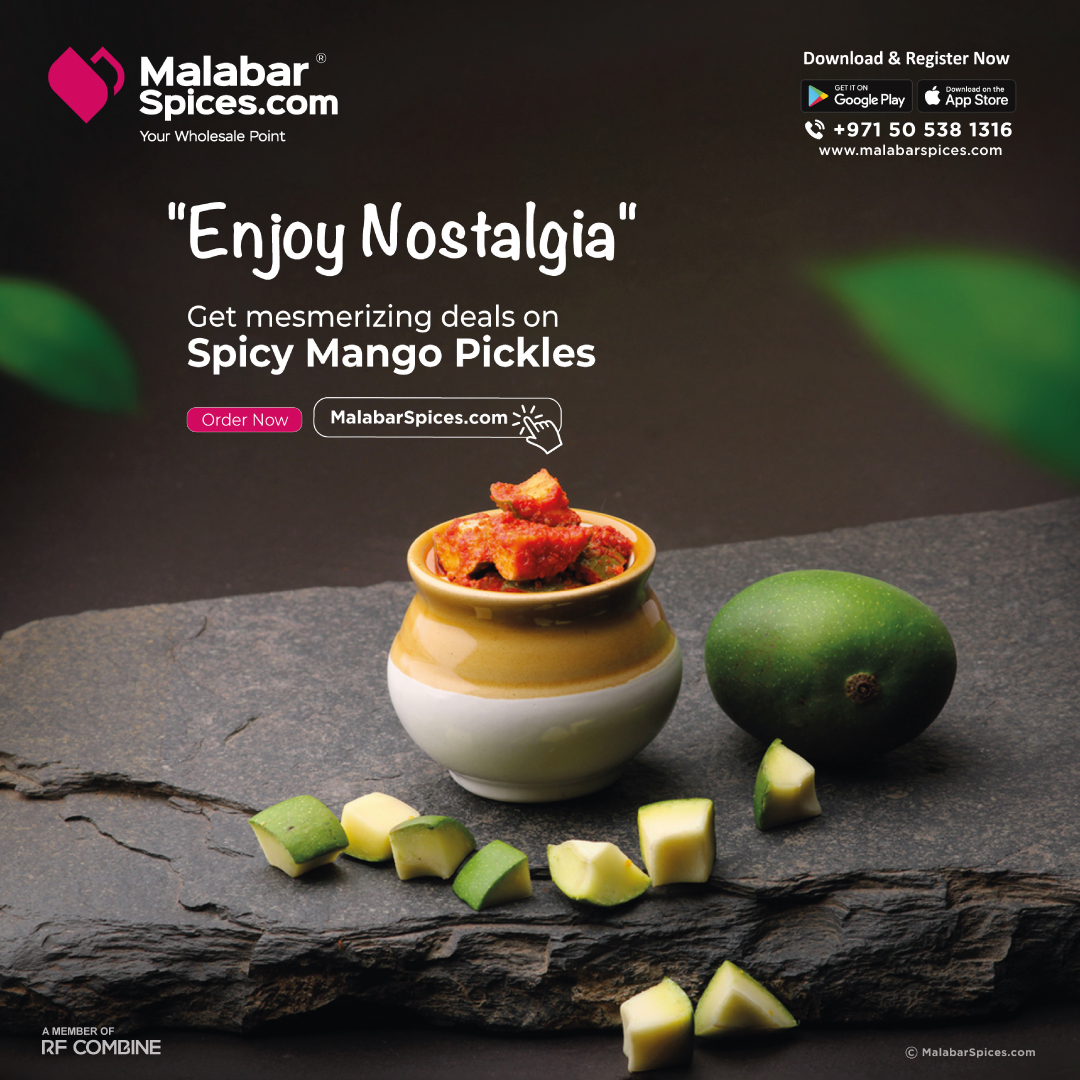 Malabar ®
Spices.com
Your Wholesale Point
Download & Register Now
GET IT ON
Google Play
Download on the
App Store
+971 50 538 1316
www.malabarspices.com
"Enjoy Nostalgia"
Get mesmerizing deals on
Spicy Mango Pickles
Order Now
MalabarSpices.com
A MEMBER OF
RF COMBINE
© MalabarSpices.com